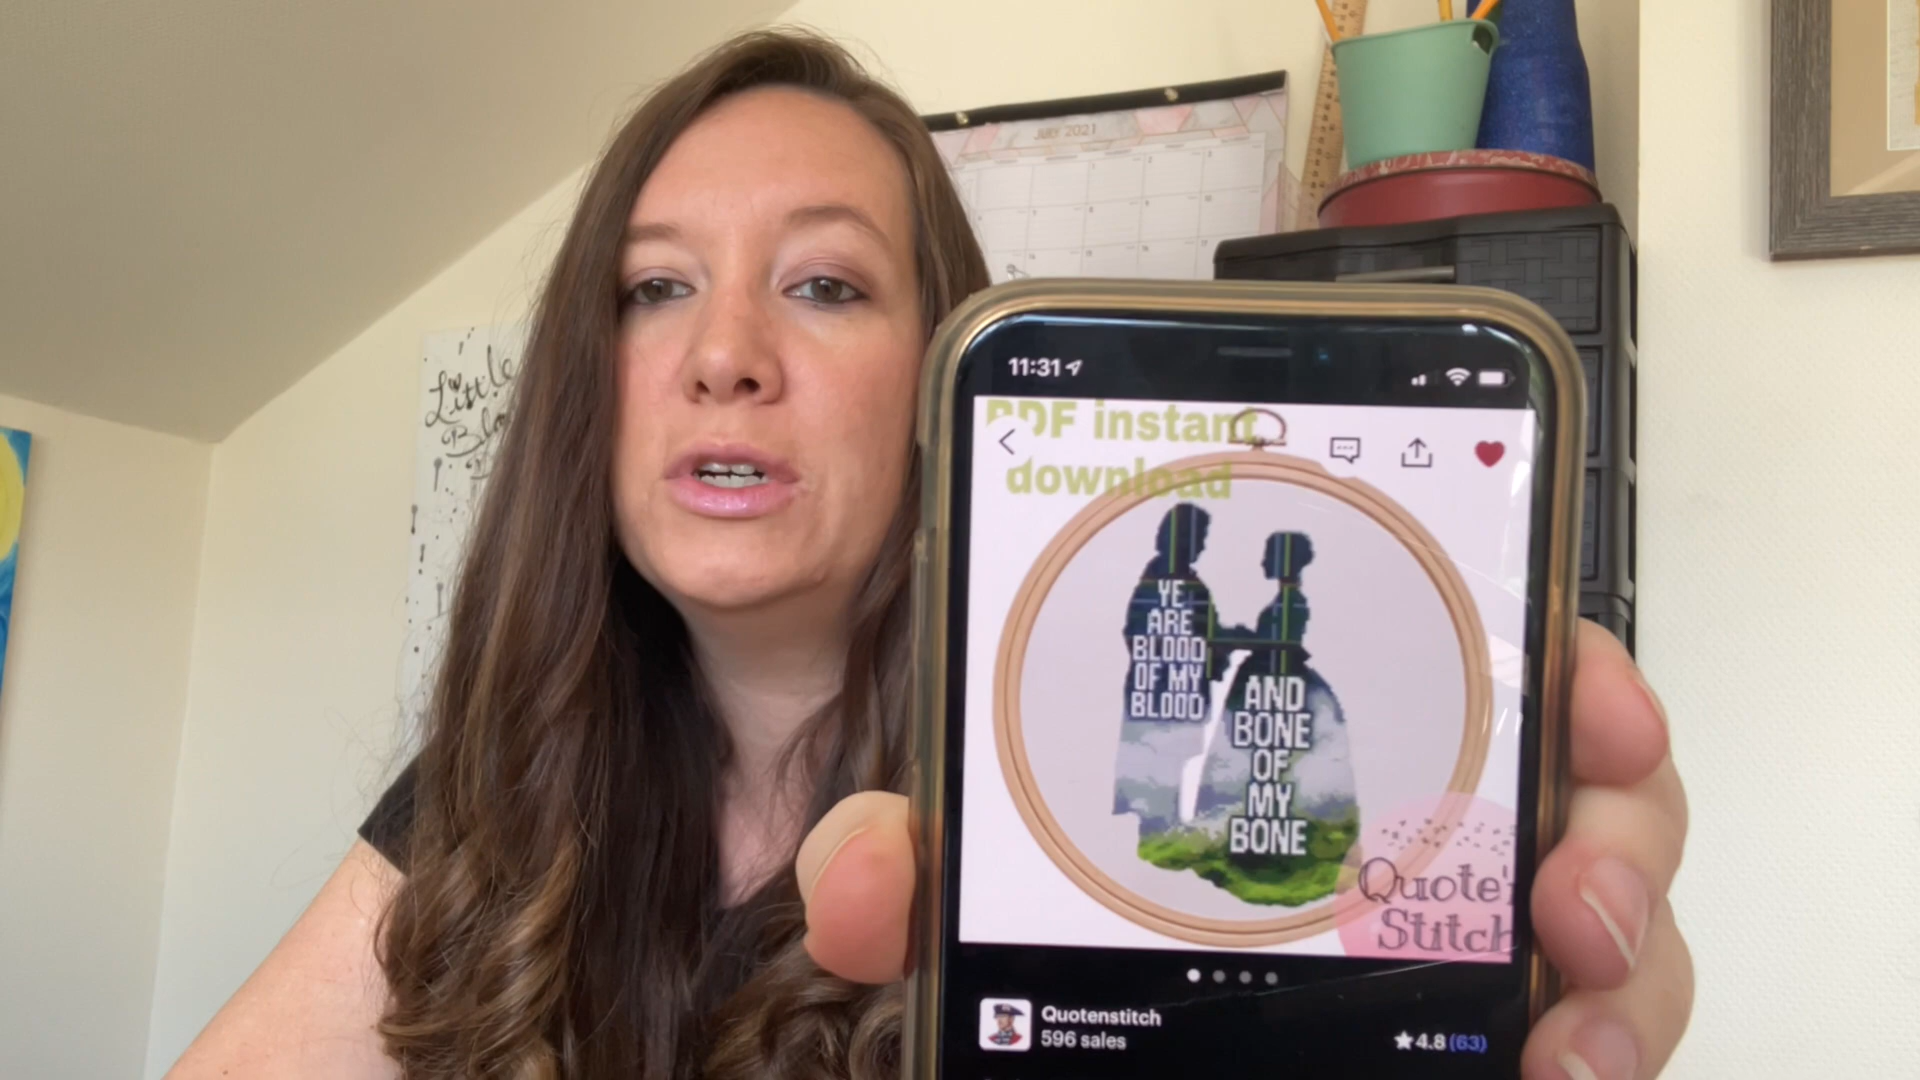 JULY 2021
Little
11:31
PDF instant
download
YE
ARE
BLOOD
OF MY
BLOOD
AND
BONE
OF
MY
BONE
Quote'n
Stitch
Quotenstitch
596 sales
4.8 (63)